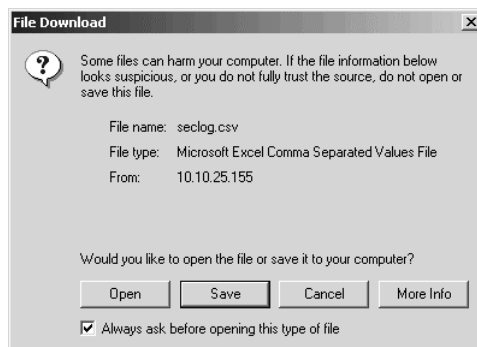 File Download
Some files can harm your computer. If the file information below
looks suspicious, or you do not fully trust the source, do not open or
save this file.
File name: seclog.csv
File type: Microsoft Excel Comma Separated Values File
From: 10.10.25.155
Would you like to open the file or save it to your computer?
Open Save Cancel More Info
Always ask before opening this type of file